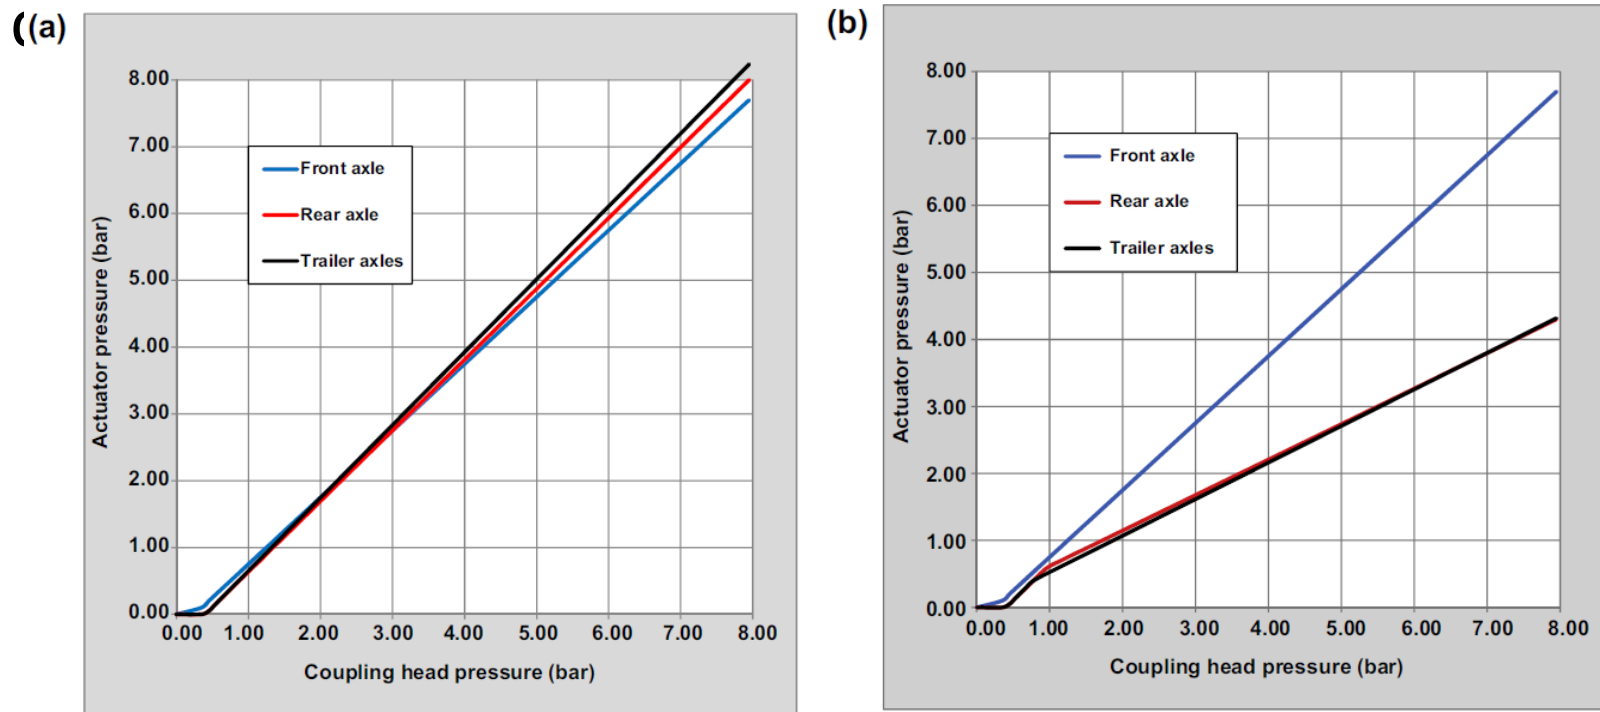 ((a)
8.00
7.00
6.00
5.00
4.00
3.00
2.00
1.00
0.00
Actuator pressure (bar)
Front axle
Rear axle
Trailer axles
0.00 1.00 2.00 3.00 4.00 5.00 6.00 7.00 8.00
Coupling head pressure (bar)
(b)
8.00
7.00
6.00
5.00
4.00
3.00
2.00
1.00
0.00
Actuator pressure (bar)
Front axle
Rear axle
Trailer axles
0.00 1.00 2.00 3.00 4.00 5.00 6.00 7.00 8.00
Coupling head pressure (bar)